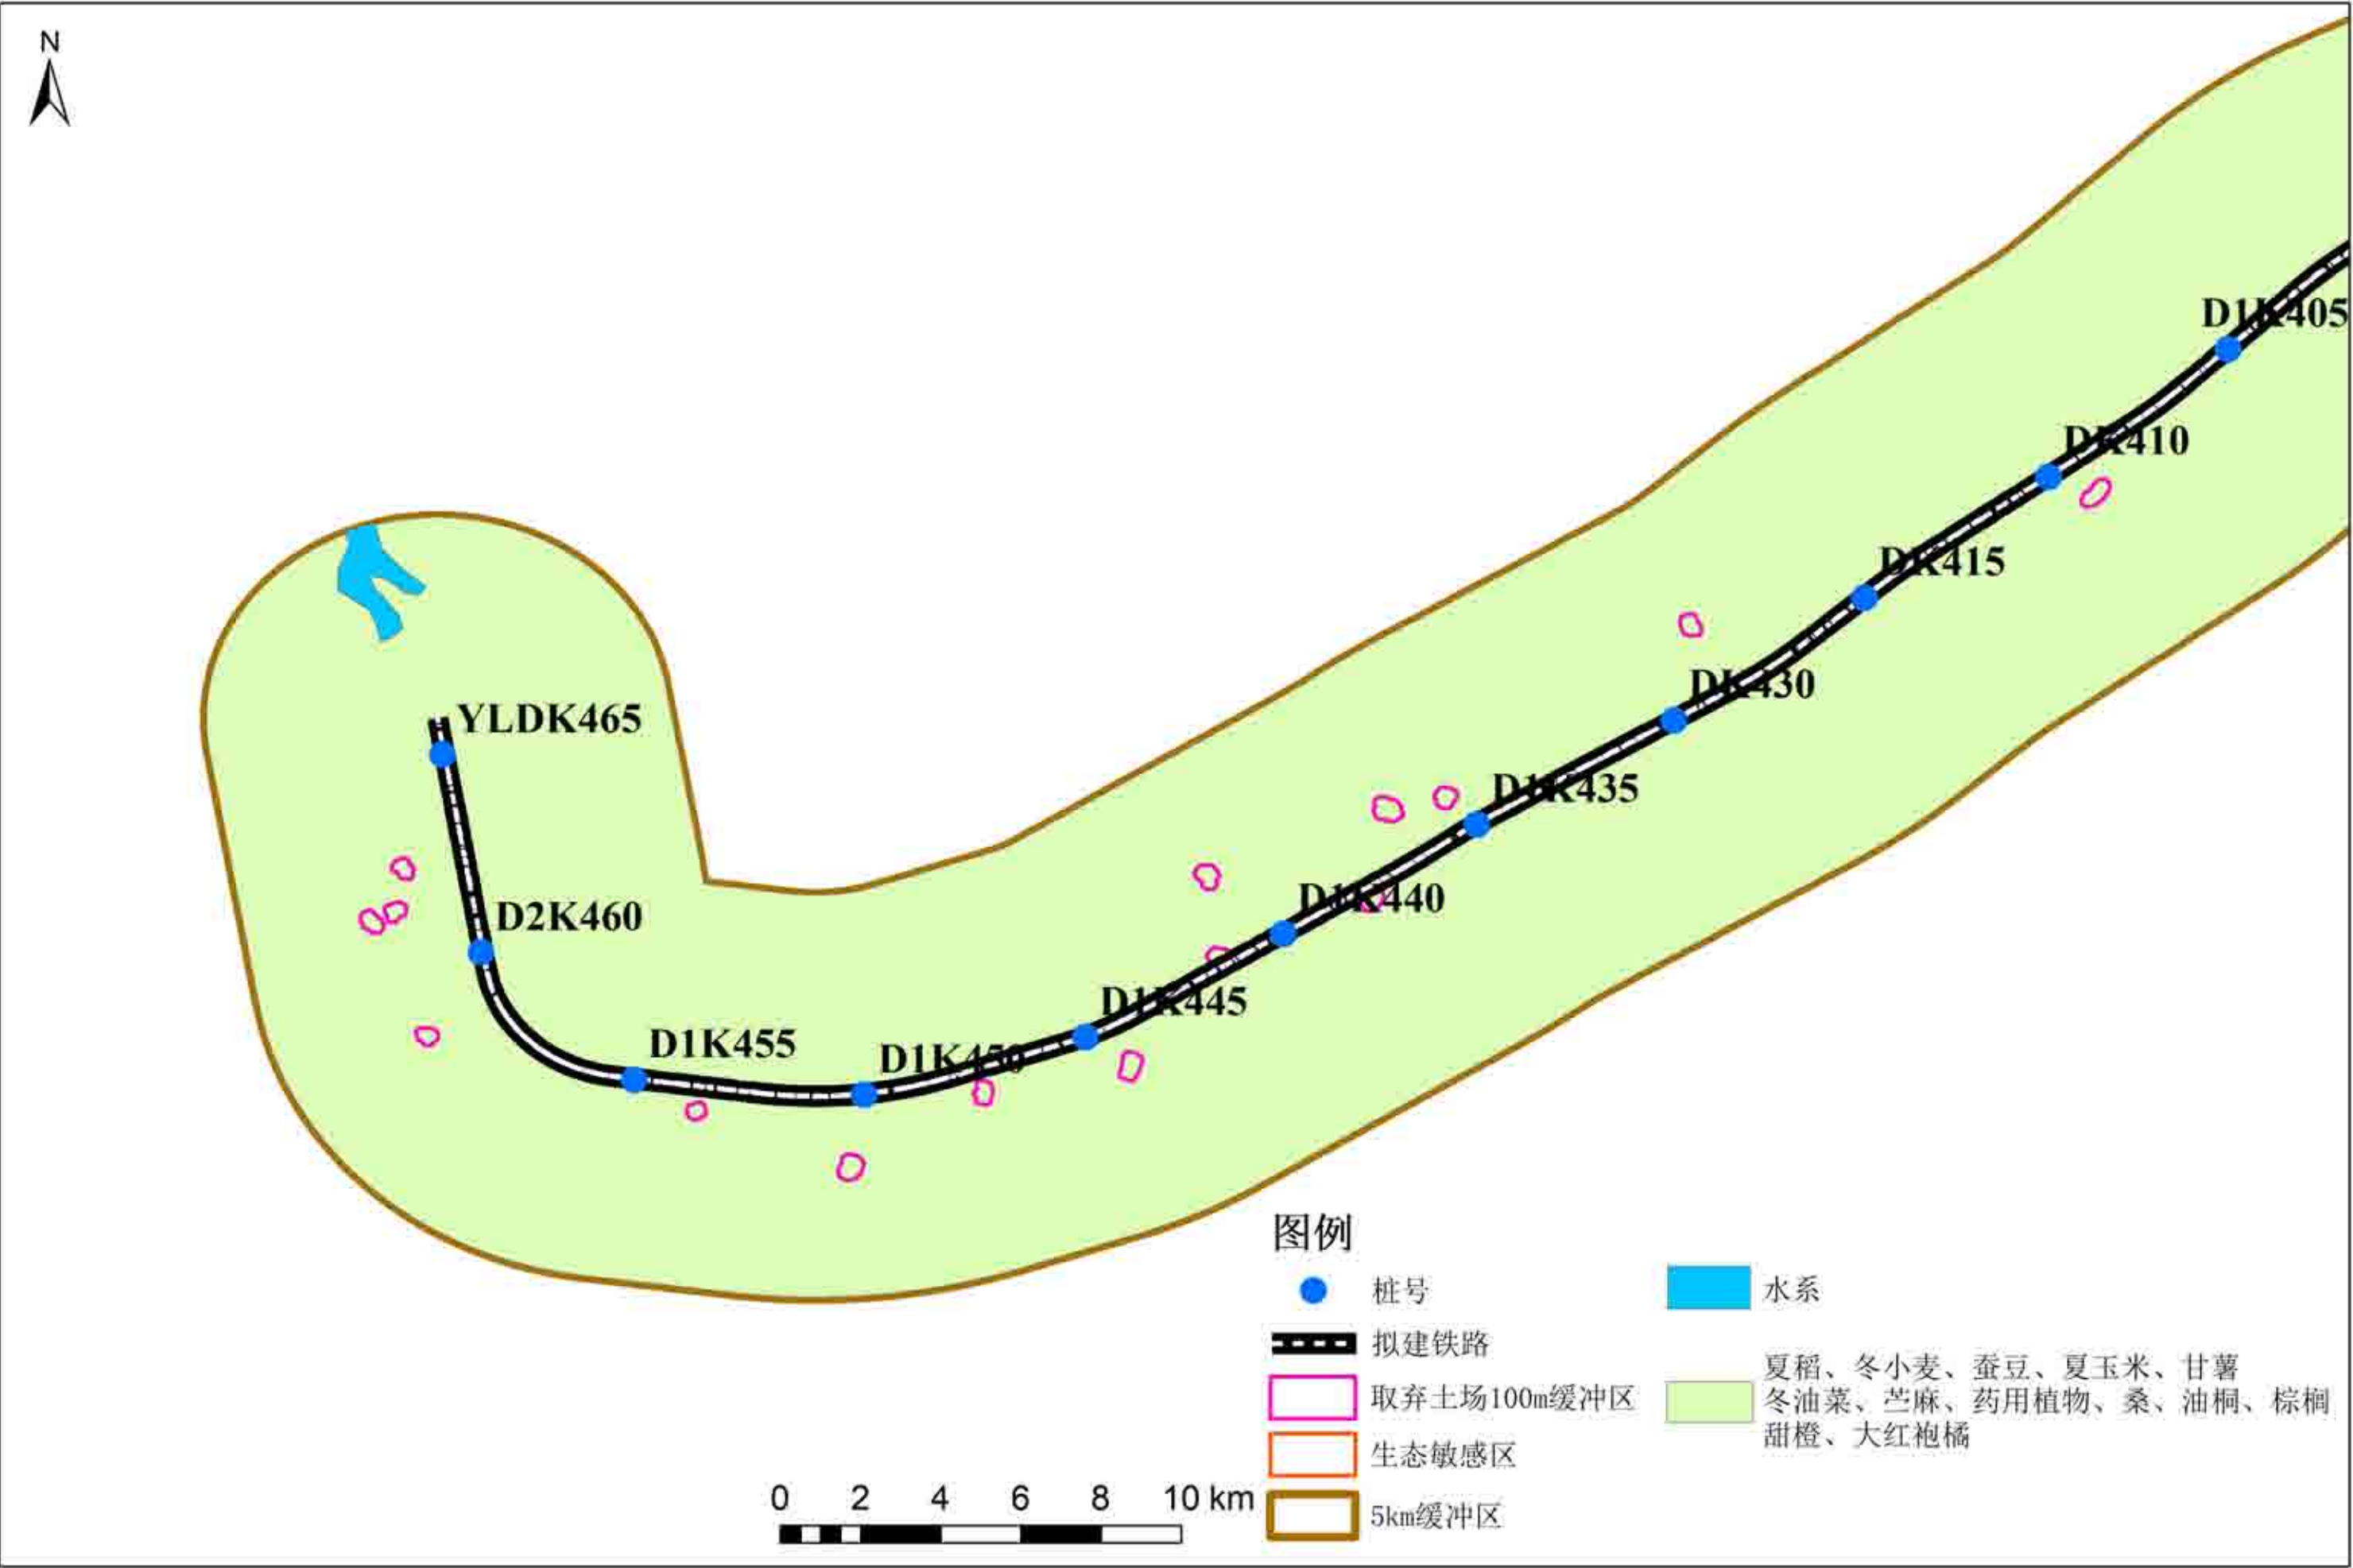 N
D1K405
DK410
DK415
DK430
YLDK465
D1K435
D1K440
D2K460
D1K445
D1K455
D1K450
图例
桩号
水系
拟建铁路
夏稻、冬小麦、蚕豆、夏玉米、甘薯
取弃土场100m缓冲区
冬油菜、苎麻、药用植物、桑、油桐、棕榈
甜橙、大红袍橘
生态敏感区
0 2 4 6 8 10 km
5km缓冲区